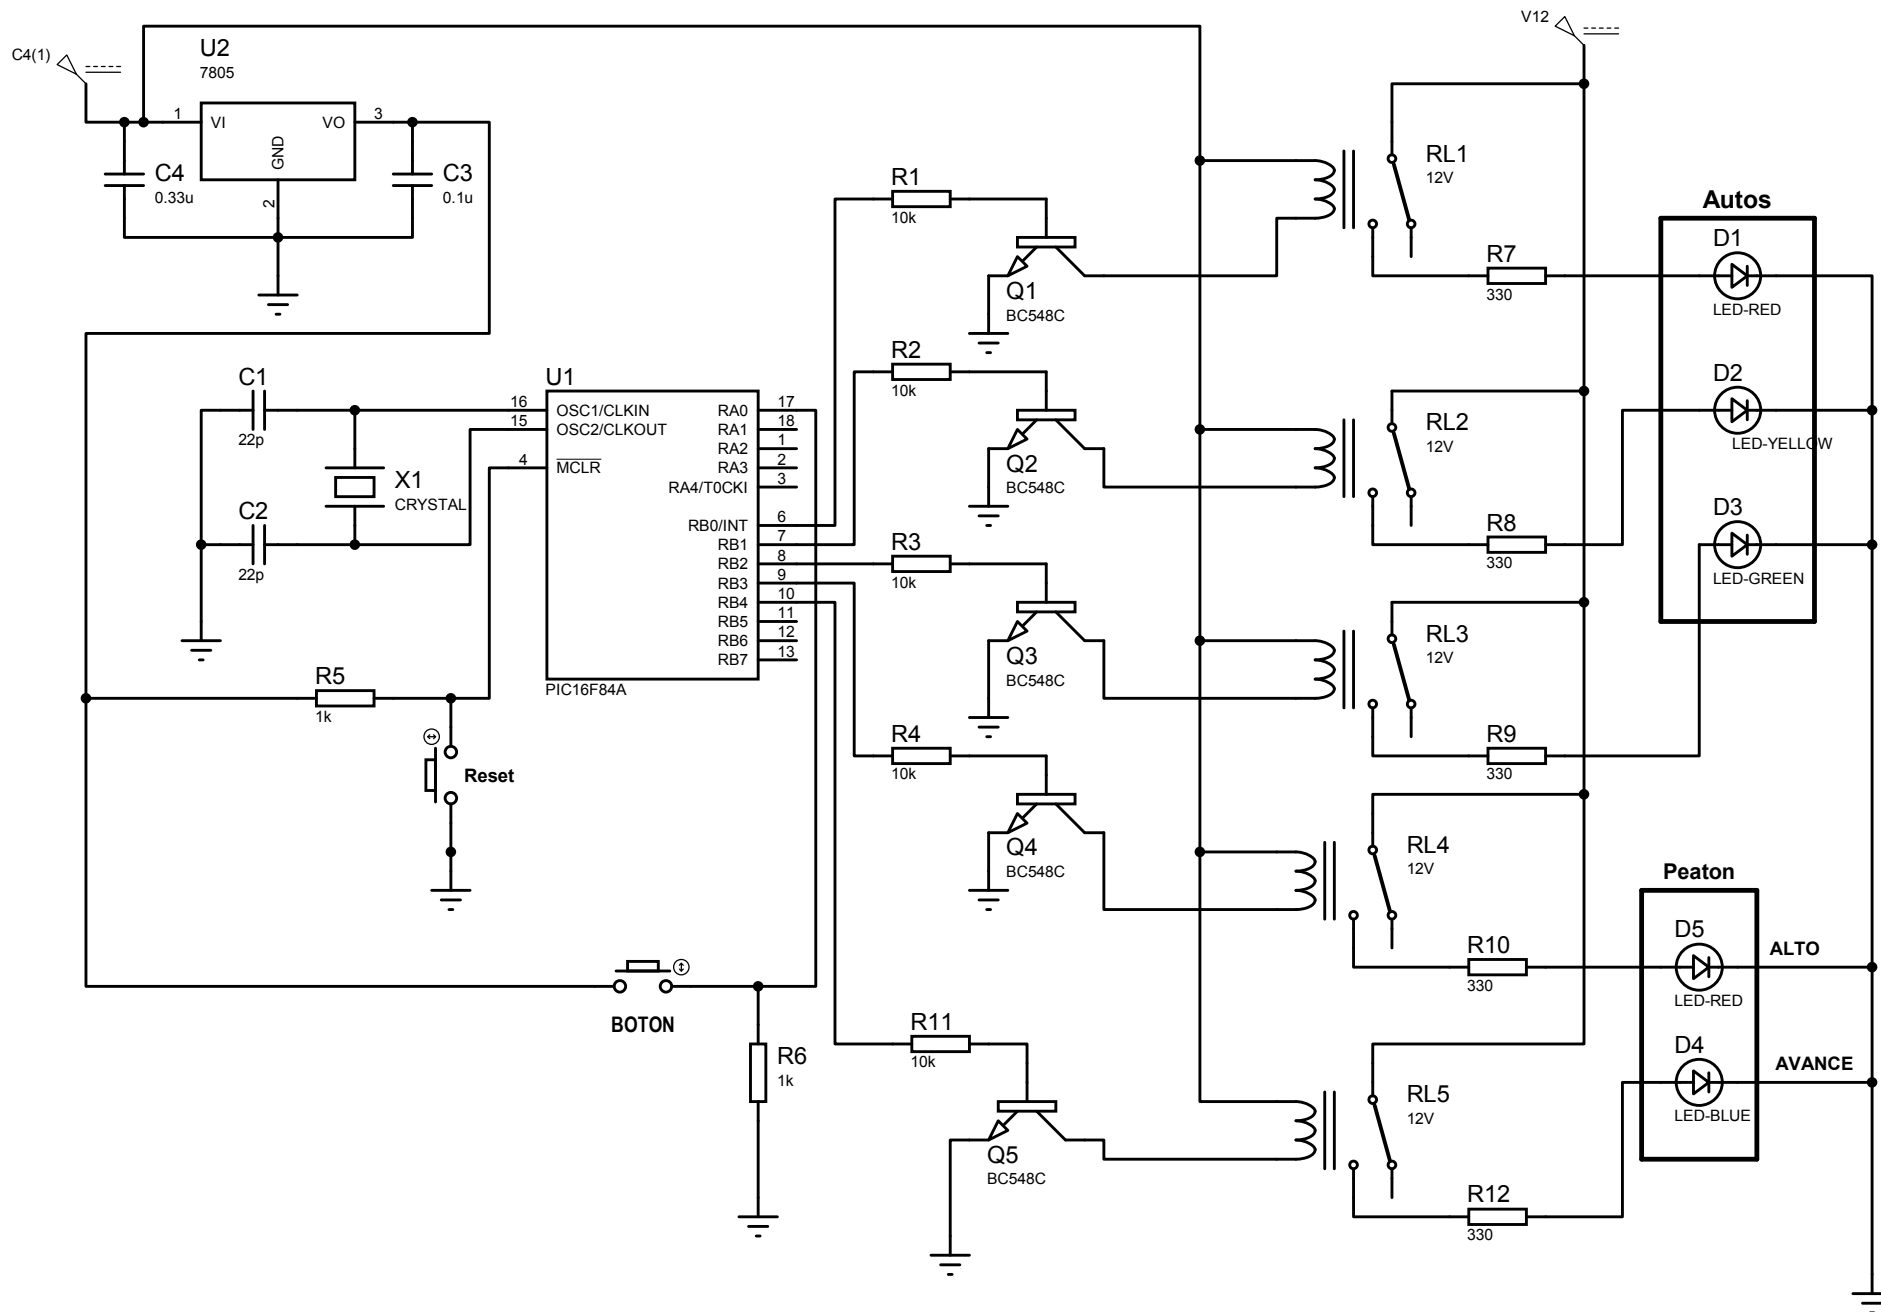 C4(1)
U2
7805
1
VI
VO
3
GND
2
C4
0.33u
C3
0.1u
V12
R1
10k
Q1
BC548C
RL1
12V
R7
330
Autos
D1
LED-RED
R2
10k
Q2
BC548C
RL2
12V
R8
330
D2
LED-YELLOW
D3
LED-GREEN
C1
22p
C2
22p
X1
CRYSTAL
U1
16
OSC1/CLKIN
15
OSC2/CLKOUT
4
MCLR
RA0
17
RA1
18
RA2
1
RA3
2
RA4/T0CKI
3
RB0/INT
6
RB1
7
RB2
8
RB3
9
RB4
10
RB5
11
RB6
12
RB7
13
PIC16F84A
R3
10k
Q3
BC548C
RL3
12V
R9
330
R5
1k
Reset
R4
10k
Q4
BC548C
RL4
12V
R10
330
Peaton
D5
LED-RED
ALTO
D4
LED-BLUE
AVANCE
BOTON
R6
1k
R11
10k
Q5
BC548C
RL5
12V
R12
330